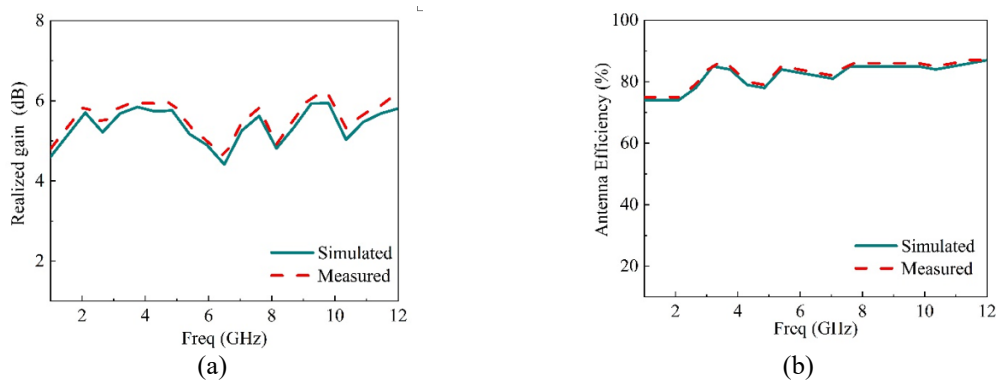 8
6
4
2
Realized gain (dB)
Simulated
Measured
2 4 6 8 10 12
Freq (GHz)
(a)
100
80
60
40
20
Antenna Efficiency (%)
Simulated
Measured
2 4 6 8 10 12
Freq (GHz)
(b)